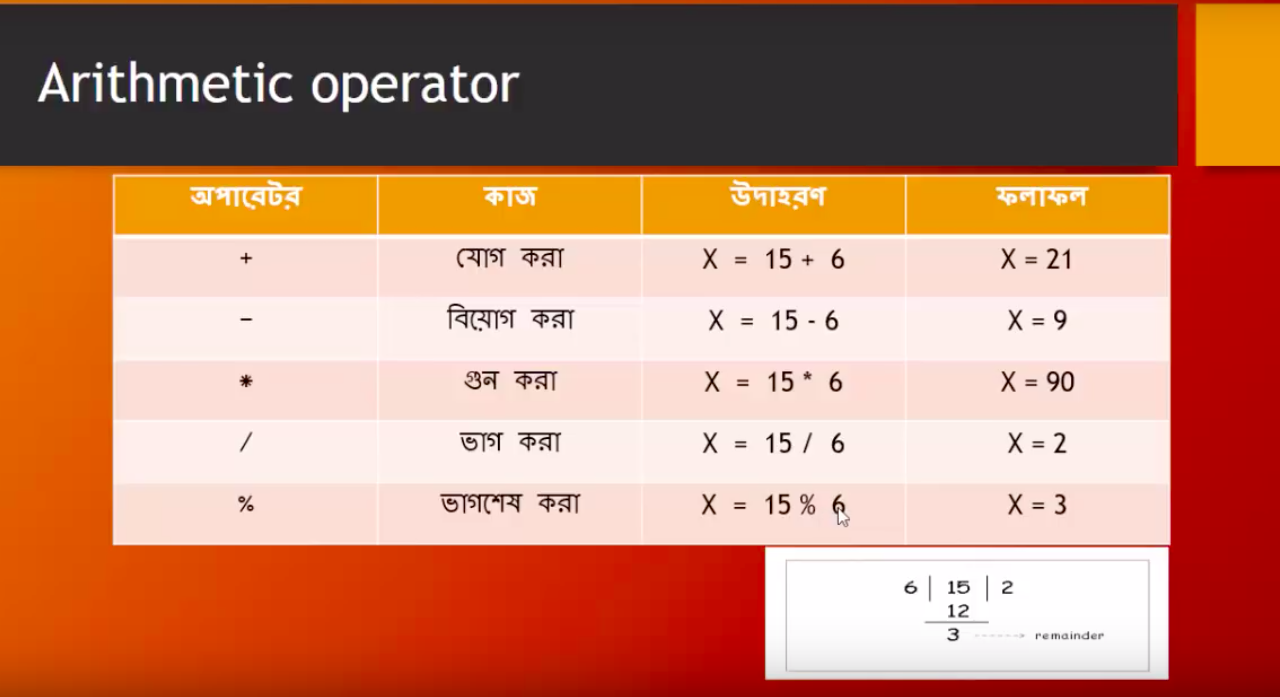 Arithmetic operator
অপারেটর কাজ উদাহরণ ফলাফল
+ যোগ করা X = 15 + 6 X = 21
– বিয়োগ করা X = 15 - 6 X = 9
* গুন করা X = 15 * 6 X = 90
/ ভাগ করা X = 15 / 6 X = 2
% ভাগশেষ করা X = 15 % 6 X = 3
6 | 15 | 2
12
3 -----> remainder